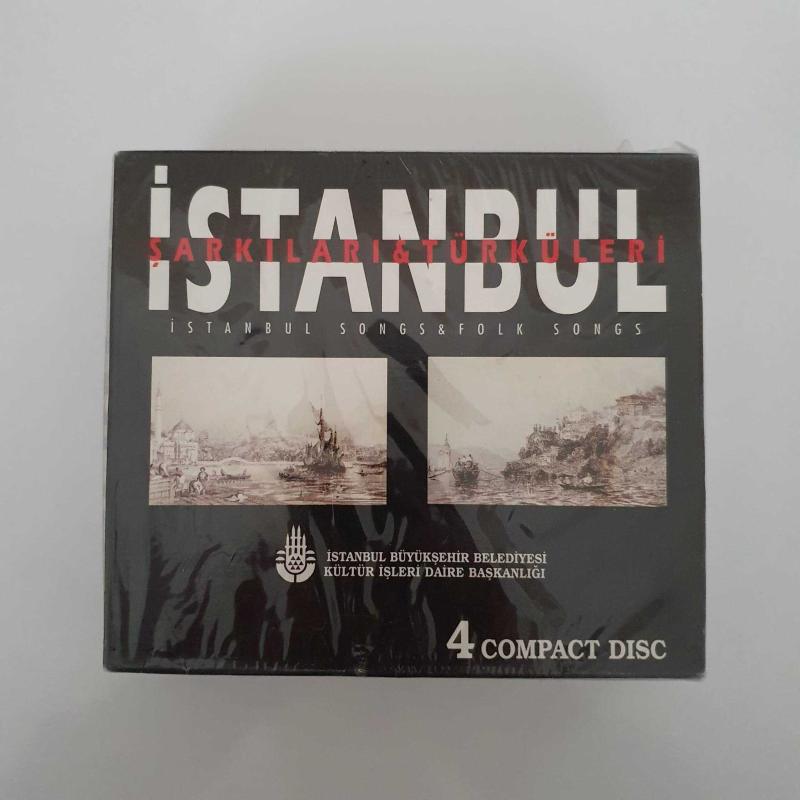 İSTANBUL
ŞARKILARI&TÜRKÜLERİ
İSTANBUL SONGS&FOLK SONGS
İSTANBUL BÜYÜKŞEHİR BELEDİYESİ
KÜLTÜR İŞLERİ DAİRE BAŞKANLIĞI
4 COMPACT DISC